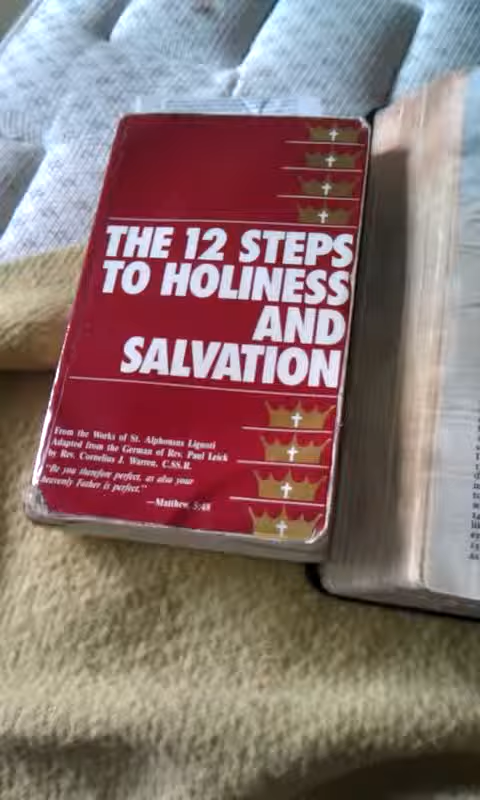 THE 12 STEPS
TO HOLINESS
AND
SALVATION
From the Works of St. Alphonsus Liguori
Adapted from the German of Rev. Paul Leick
by Rev. Cornelius J. Warren, C.SS.R.
"Be you therefore perfect, as also your
heavenly Father is perfect."
—Matthew 5:48